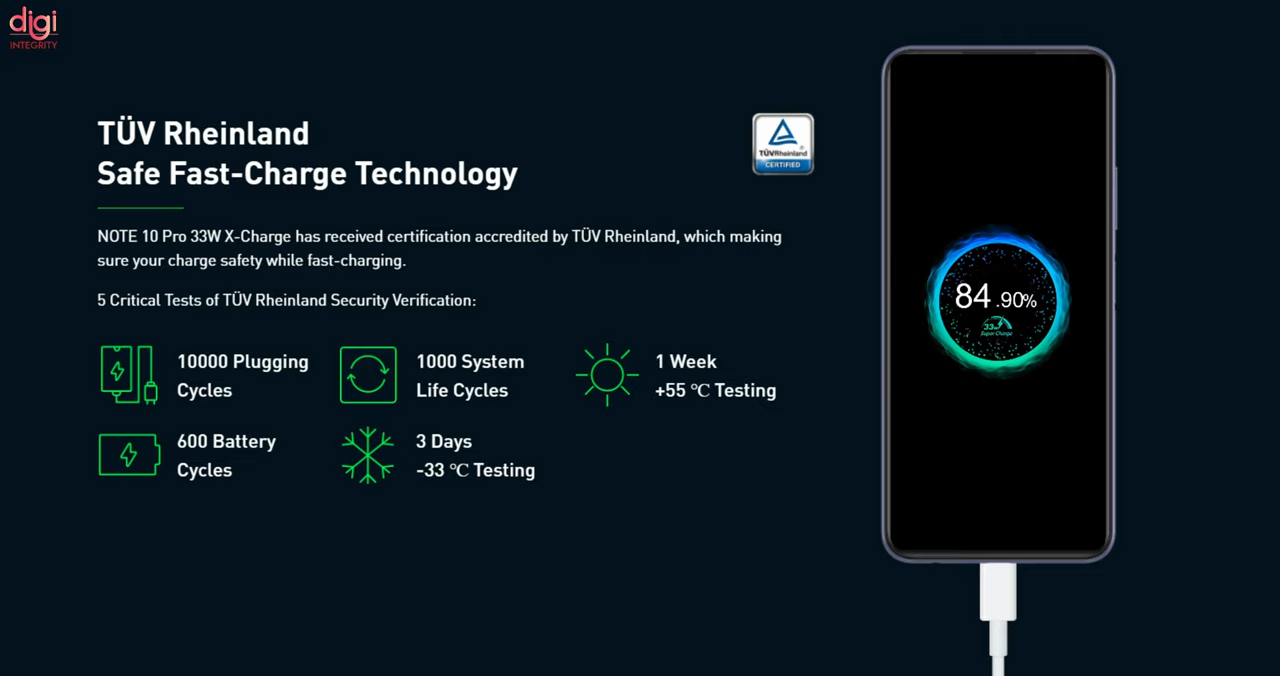 digi
INTEGRITY
TÜV Rheinland
Safe Fast-Charge Technology
TÜVRheinland®
CERTIFIED
NOTE 10 Pro 33W X-Charge has received certification accredited by TÜV Rheinland, which making
sure your charge safety while fast-charging.
5 Critical Tests of TÜV Rheinland Security Verification:
10000 Plugging
Cycles
1000 System
Life Cycles
1 Week
+55 ℃ Testing
600 Battery
Cycles
3 Days
-33 ℃ Testing
84.90%
33W
Super Charge